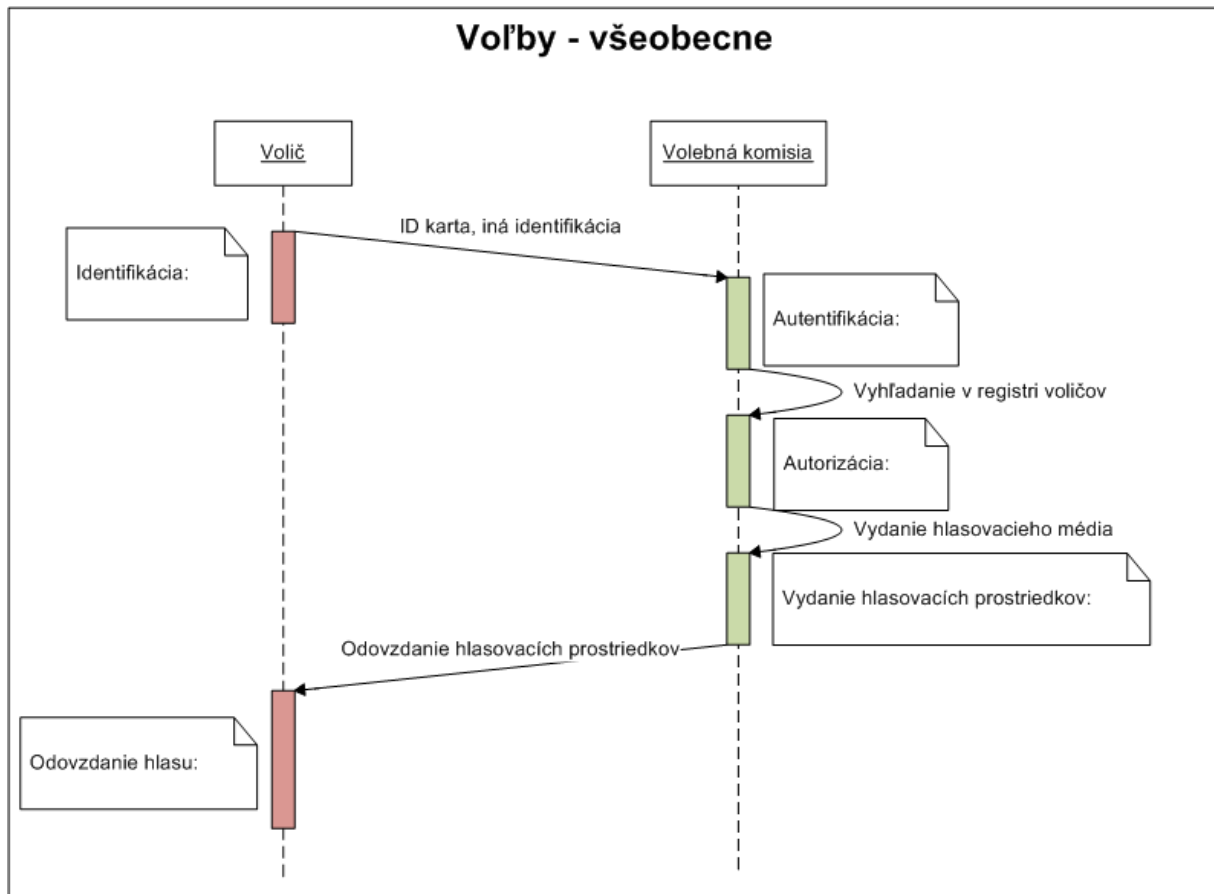 Voľby - všeobecne
Volič
Volebná komisia
ID karta, iná identifikácia
Identifikácia:
Autentifikácia:
Vyhľadanie v registri voličov
Autorizácia:
Vydanie hlasovacieho média
Vydanie hlasovacích prostriedkov:
Odovzdanie hlasovacích prostriedkov
Odovzdanie hlasu: